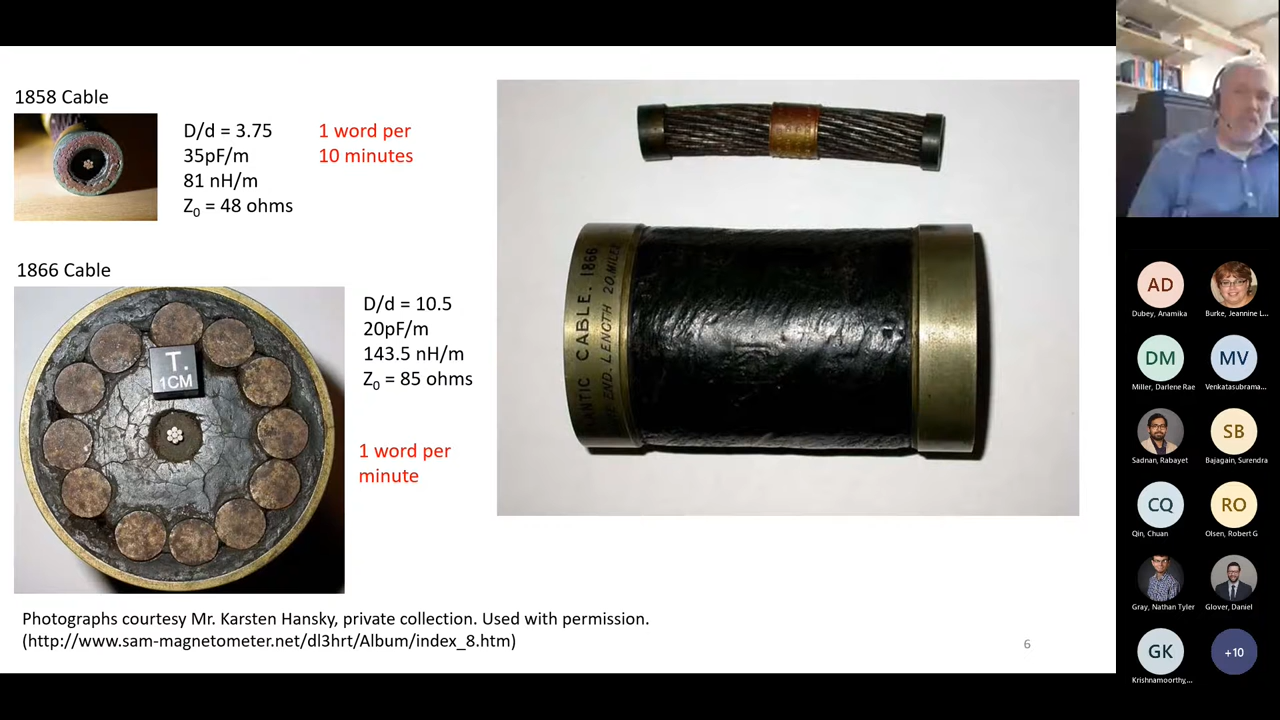 1858 Cable
D/d = 3.75
35pF/m
81 nH/m
Z0 = 48 ohms
1 word per
10 minutes
1866 Cable
T.
1CM
D/d = 10.5
20pF/m
143.5 nH/m
Z0 = 85 ohms
1 word per
minute
LANTIC CABLE. 1866
END. LENGTH 20. MILES
Photographs courtesy Mr. Karsten Hansky, private collection. Used with permission.
(http://www.sam-magnetometer.net/dl3hrt/Album/index_8.htm)
6
AD
Dubey, Anamika
Burke, Jeannine L...
DM
Miller, Darlene Rae
MV
Venkatasubrama...
Sadnan, Rabayet
SB
Bajagain, Surendra
CQ
Qin, Chuan
RO
Olsen, Robert G
Gray, Nathan Tyler
Glover, Daniel
GK
Krishnamoorthy,...
+10